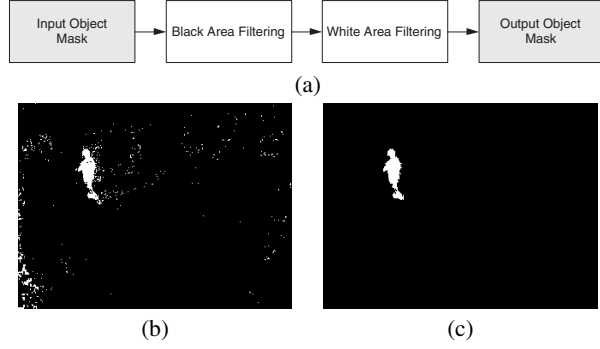 Input Object
Mask
Black Area Filtering
White Area Filtering
Output Object
Mask
(a)
(b)
(c)